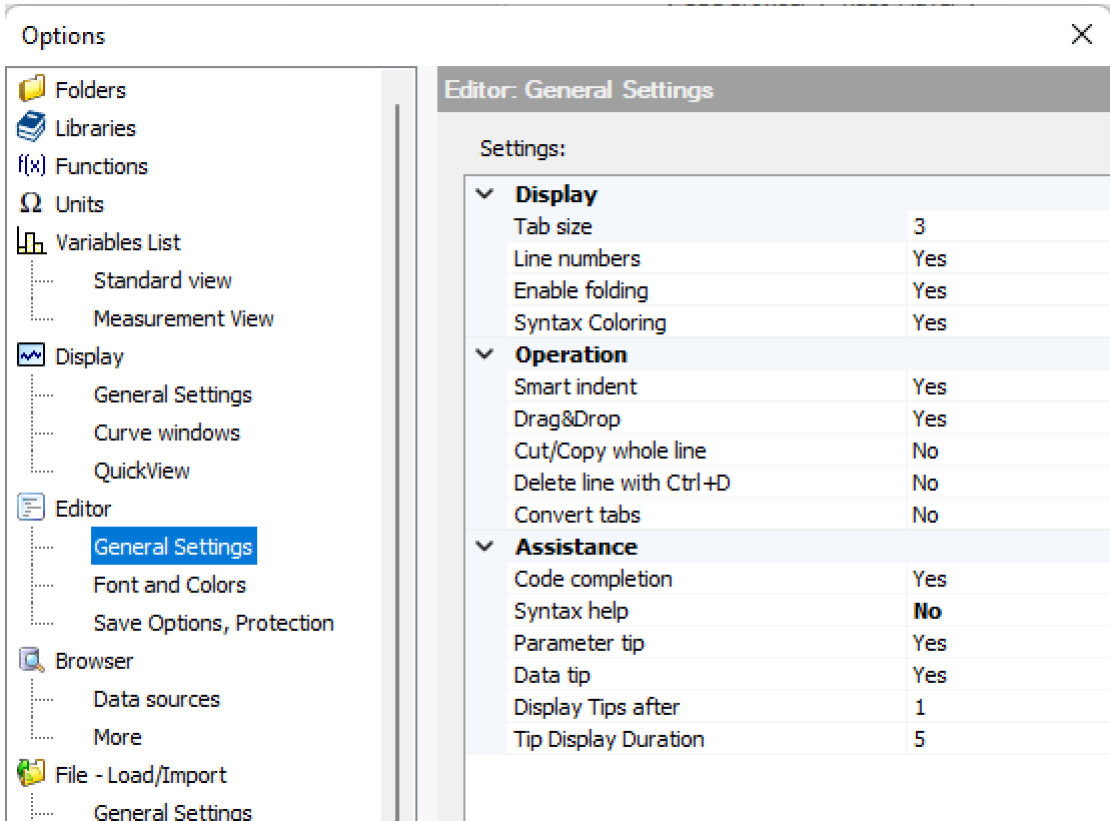 Options
Folders
Libraries
f(x) Functions
Ω Units
Variables List
Standard view
Measurement View
Display
General Settings
Curve windows
QuickView
Editor
General Settings
Font and Colors
Save Options, Protection
Browser
Data sources
More
File - Load/Import
General Settings
Editor: General Settings
Settings:
Display
Tab size 3
Line numbers Yes
Enable folding Yes
Syntax Coloring Yes
Operation
Smart indent Yes
Drag&Drop Yes
Cut/Copy whole line No
Delete line with Ctrl+D No
Convert tabs No
Assistance
Code completion Yes
Syntax help No
Parameter tip Yes
Data tip Yes
Display Tips after 1
Tip Display Duration 5